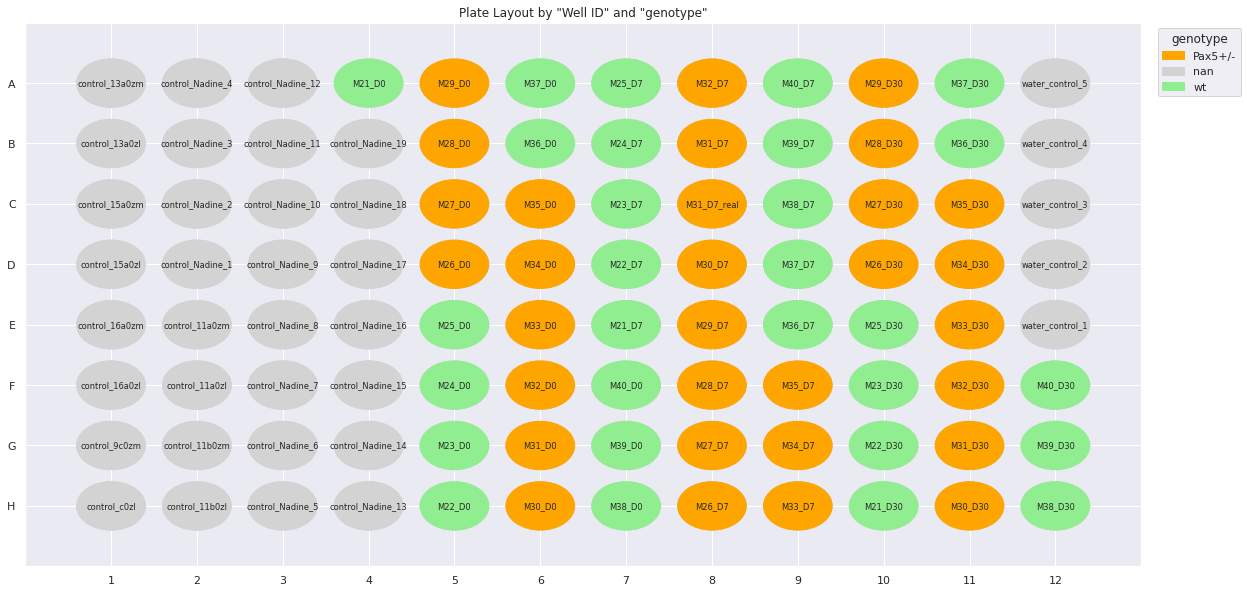 Plate Layout by "Well ID" and "genotype"
genotype
Pax5+/-
nan
wt
A control_13a0zm control_Nadine_4 control_Nadine_12 M21_D0 M29_D0 M37_D0 M25_D7 M32_D7 M40_D7 M29_D30 M37_D30 water_control_5
B control_13a0zl control_Nadine_3 control_Nadine_11 control_Nadine_19 M28_D0 M36_D0 M24_D7 M31_D7 M39_D7 M28_D30 M36_D30 water_control_4
C control_15a0zm control_Nadine_2 control_Nadine_10 control_Nadine_18 M27_D0 M35_D0 M23_D7 M31_D7_real M38_D7 M27_D30 M35_D30 water_control_3
D control_15a0zl control_Nadine_1 control_Nadine_9 control_Nadine_17 M26_D0 M34_D0 M22_D7 M30_D7 M37_D7 M26_D30 M34_D30 water_control_2
E control_16a0zm control_11a0zm control_Nadine_8 control_Nadine_16 M25_D0 M33_D0 M21_D7 M29_D7 M36_D7 M25_D30 M33_D30 water_control_1
F control_16a0zl control_11a0zl control_Nadine_7 control_Nadine_15 M24_D0 M32_D0 M40_D0 M28_D7 M35_D7 M23_D30 M32_D30 M40_D30
G control_9c0zm control_11b0zm control_Nadine_6 control_Nadine_14 M23_D0 M31_D0 M39_D0 M27_D7 M34_D7 M22_D30 M31_D30 M39_D30
H control_c0zl control_11b0zl control_Nadine_5 control_Nadine_13 M22_D0 M30_D0 M38_D0 M26_D7 M33_D7 M21_D30 M30_D30 M38_D30
1 2 3 4 5 6 7 8 9 10 11 12